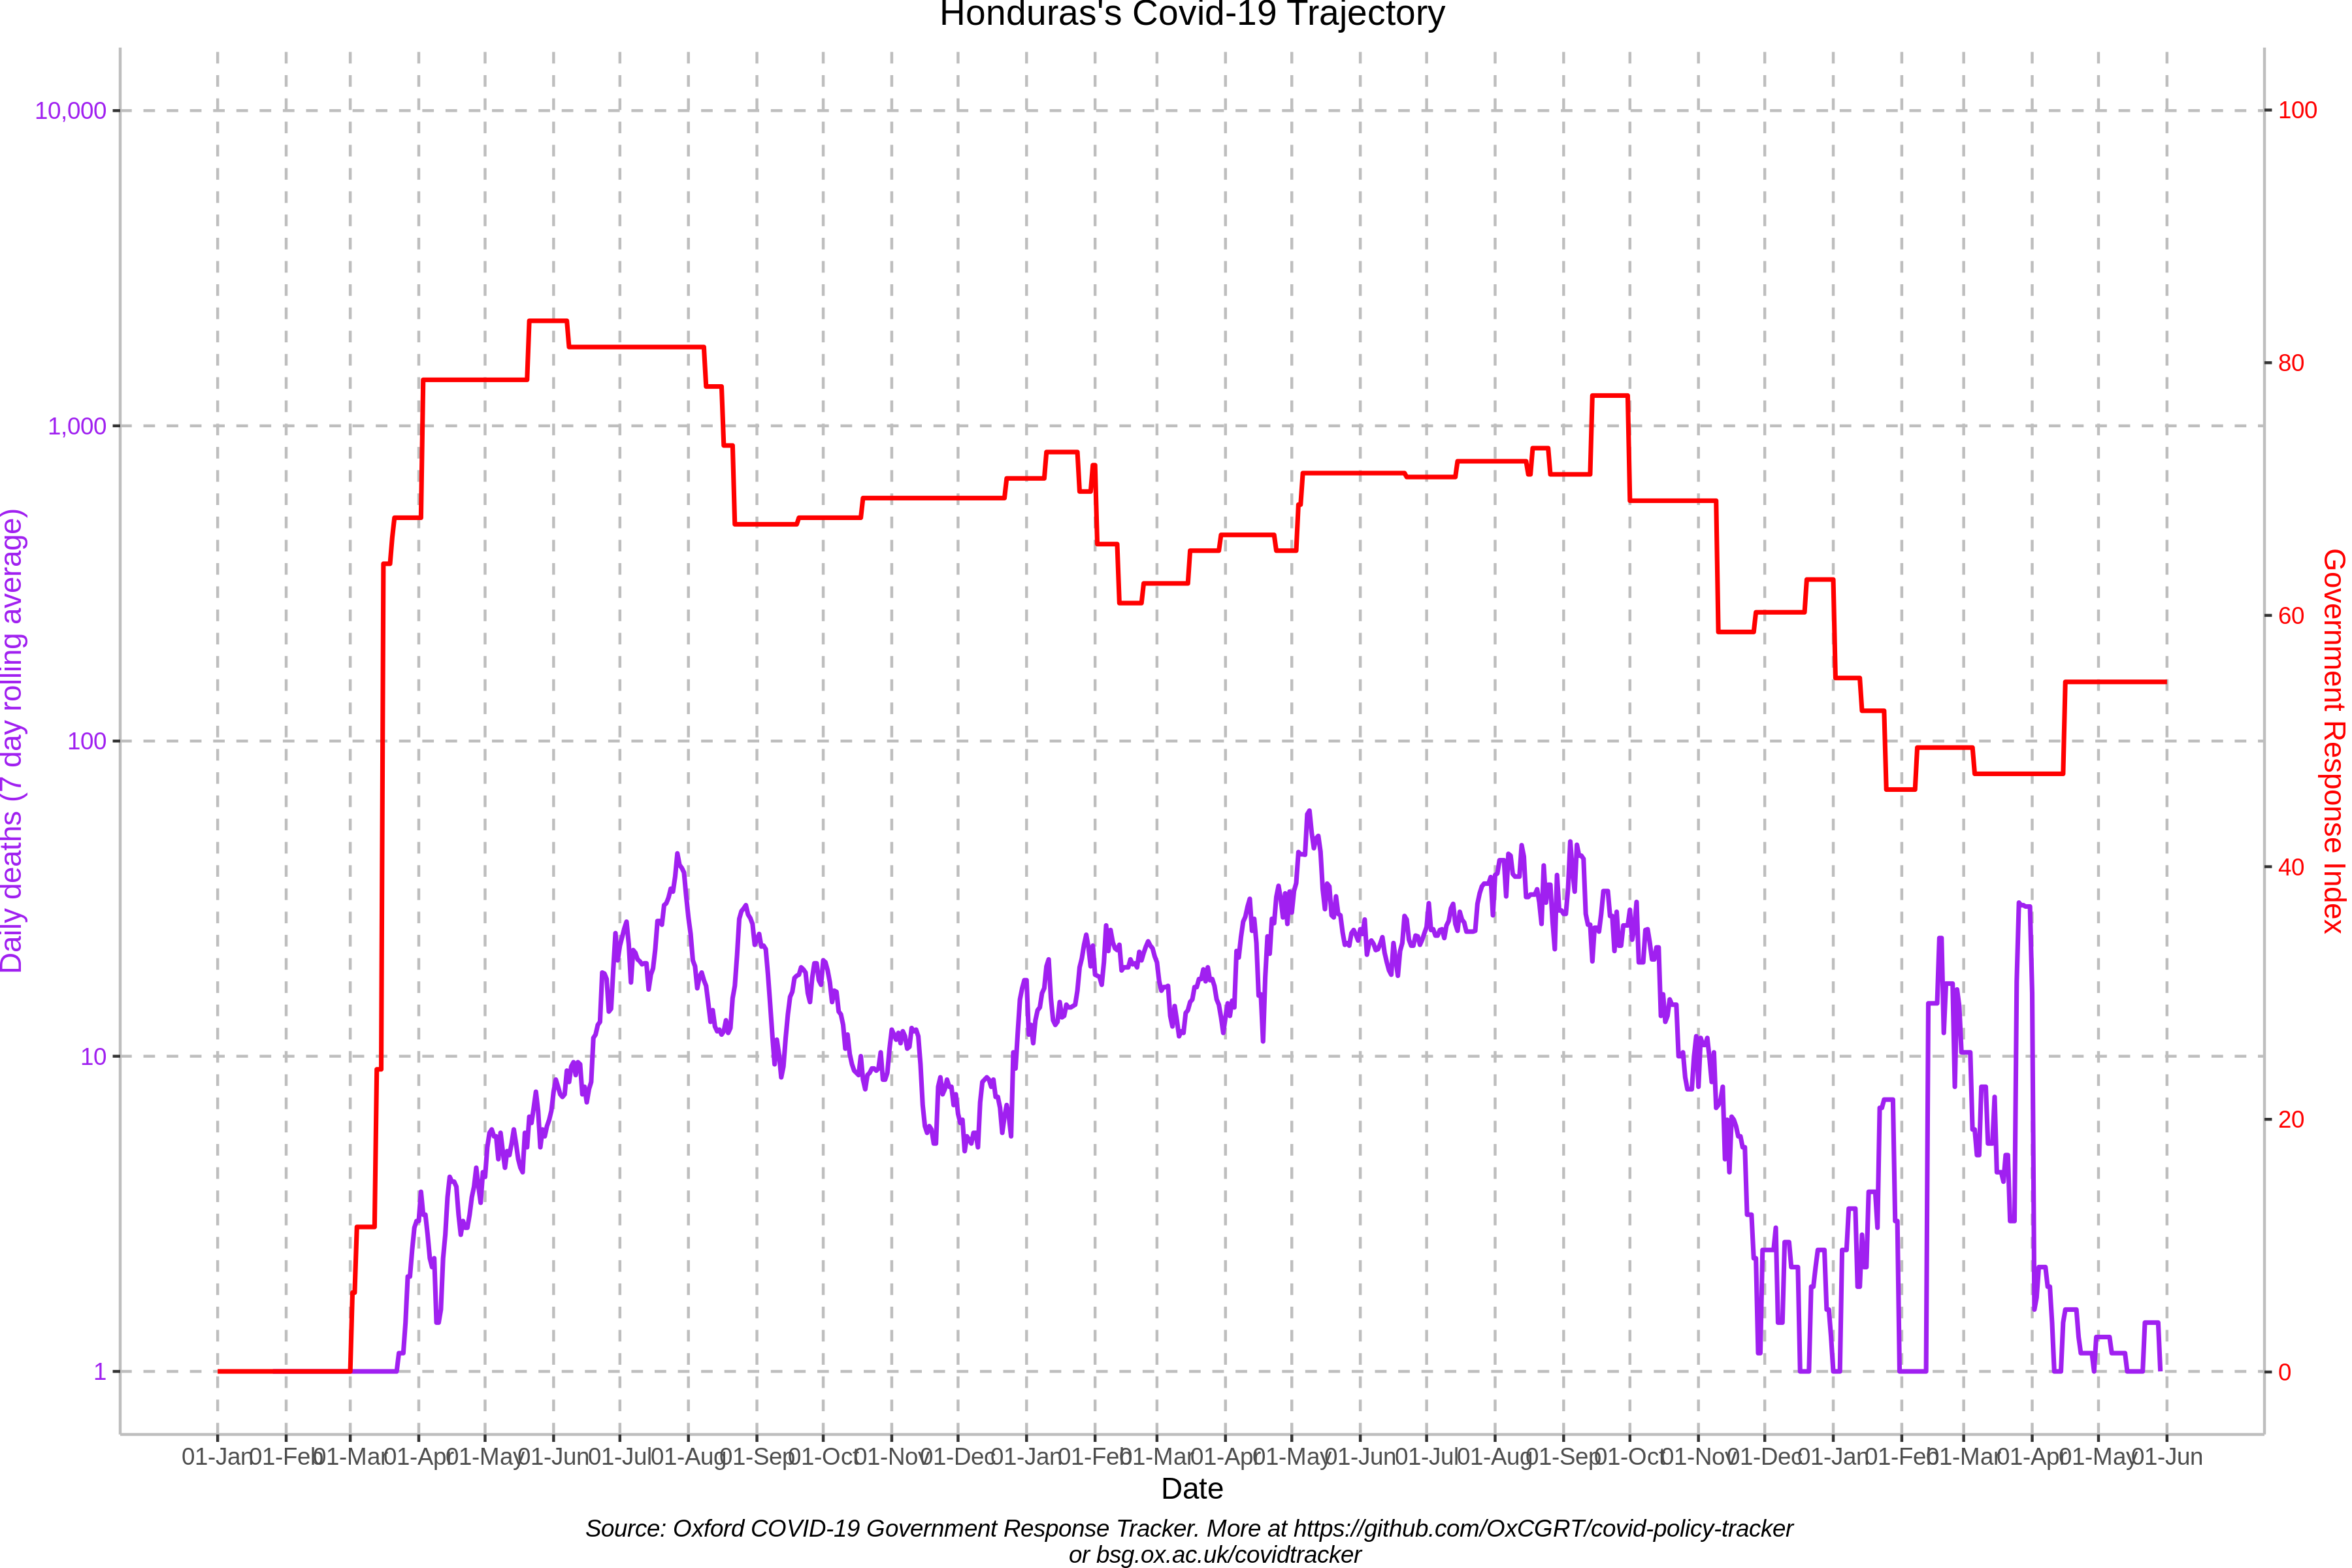 Honduras's Covid-19 Trajectory
10,000
1,000
100
10
1
Daily deaths (7 day rolling average)
100
80
60
40
20
0
Government Response Index
01-Jan 01-Feb 01-Mar 01-Apr 01-May 01-Jun 01-Jul 01-Aug 01-Sep 01-Oct 01-Nov 01-Dec 01-Jan 01-Feb 01-Mar 01-Apr 01-May 01-Jun 01-Jul 01-Aug 01-Sep 01-Oct 01-Nov 01-Dec 01-Jan 01-Feb 01-Mar 01-Apr 01-May 01-Jun
Date
Source: Oxford COVID-19 Government Response Tracker. More at https://github.com/OxCGRT/covid-policy-tracker
or bsg.ox.ac.uk/covidtracker